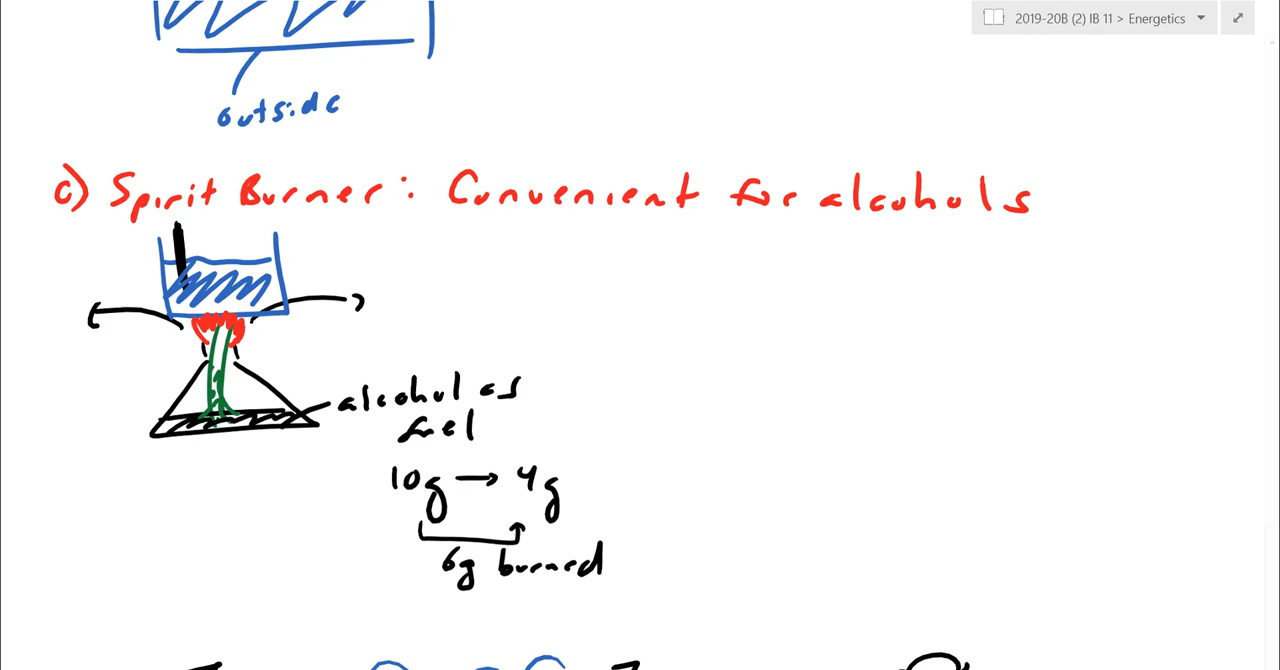 2019-20B (2) IB 11 > Energetics
outside
c) Spirit Burner: Convenient for alcohols
alcohol as
fuel
10g → 4g
6g burned